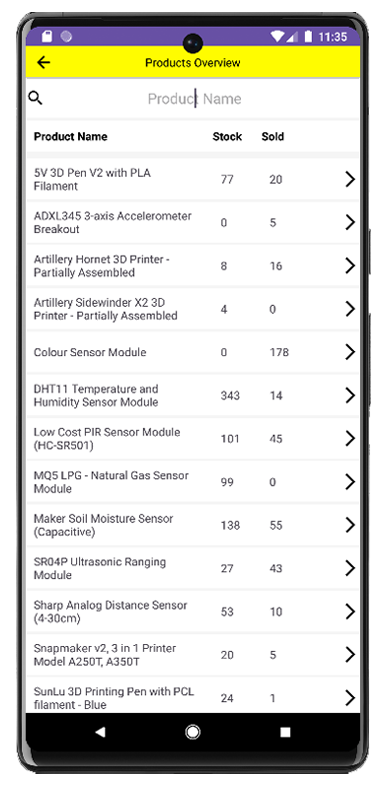 11:35
Products Overview
Product Name
Product Name Stock Sold
5V 3D Pen V2 with PLA
Filament 77 20
ADXL345 3-axis Accelerometer
Breakout 0 5
Artillery Hornet 3D Printer -
Partially Assembled 8 16
Artillery Sidewinder X2 3D
Printer - Partially Assembled 4 0
Colour Sensor Module 0 178
DHT11 Temperature and
Humidity Sensor Module 343 14
Low Cost PIR Sensor Module
(HC-SR501) 101 45
MQ5 LPG - Natural Gas Sensor
Module 99 0
Maker Soil Moisture Sensor
(Capacitive) 138 55
SR04P Ultrasonic Ranging
Module 27 43
Sharp Analog Distance Sensor
(4-30cm) 53 10
Snapmaker v2, 3 in 1 Printer
Model A250T, A350T 20 5
SunLu 3D Printing Pen with PCL
filament - Blue 24 1